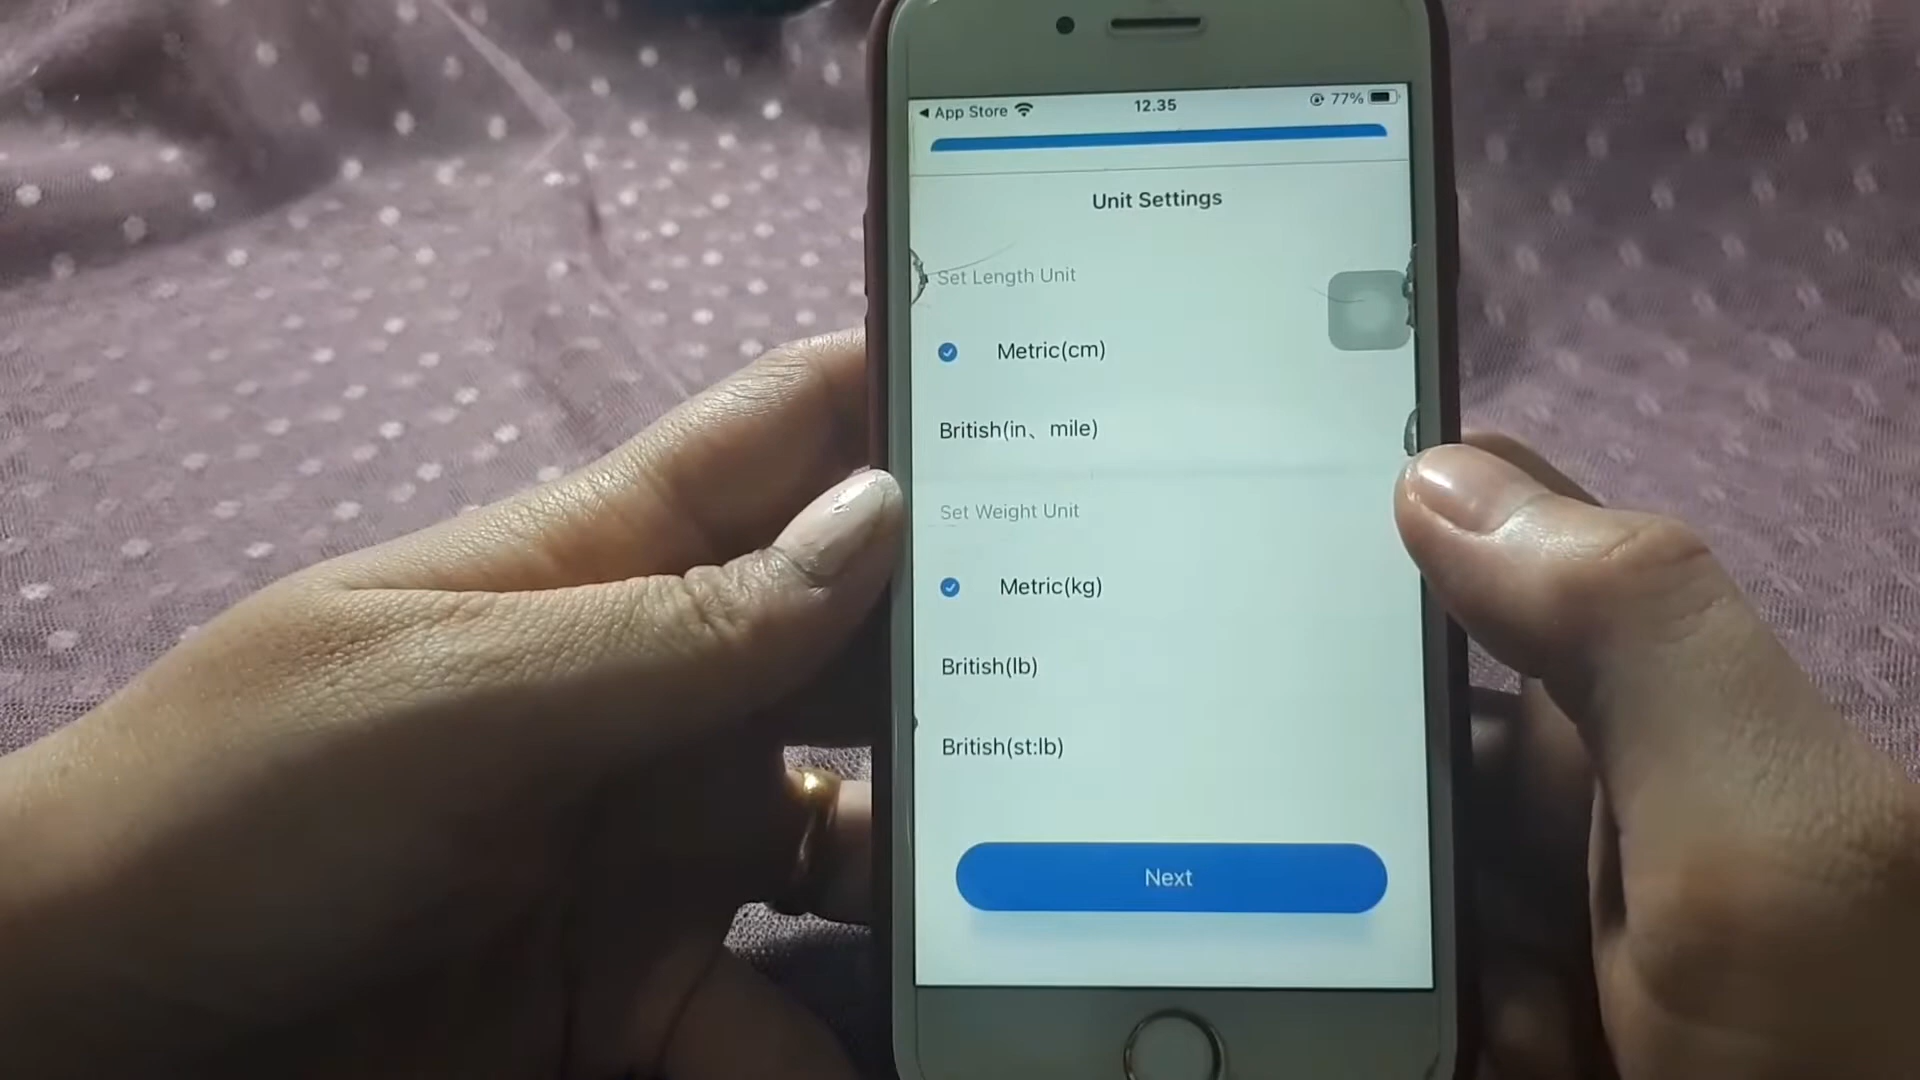 ◀ App Store 12.35 77%
Unit Settings
Set Length Unit
Metric(cm)
British(in、mile)
Set Weight Unit
Metric(kg)
British(lb)
British(st:lb)
Next